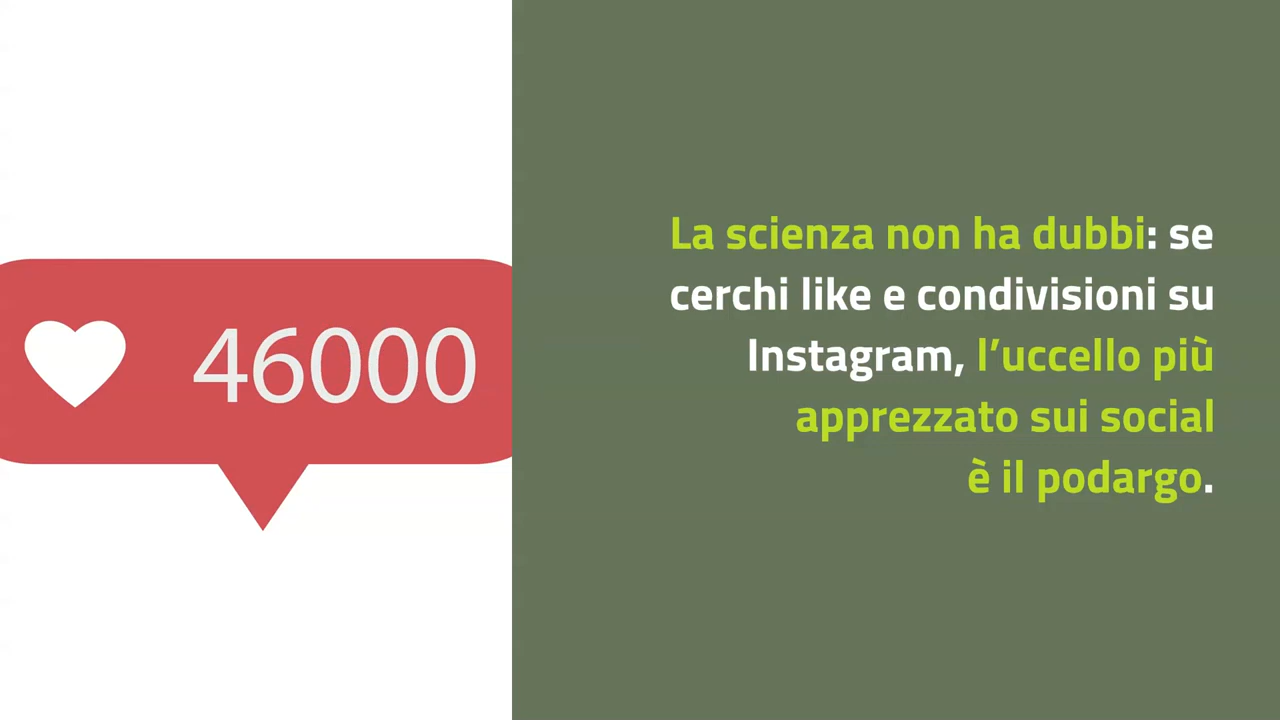 46000
La scienza non ha dubbi: se
cerchi like e condivisioni su
Instagram, l’uccello più
apprezzato sui social
è il podargo.